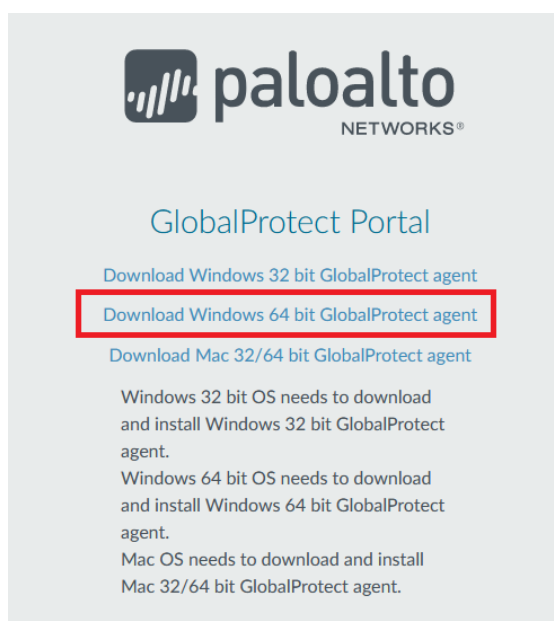 paloalto
NETWORKS®
GlobalProtect Portal
Download Windows 32 bit GlobalProtect agent
Download Windows 64 bit GlobalProtect agent
Download Mac 32/64 bit GlobalProtect agent
Windows 32 bit OS needs to download
and install Windows 32 bit GlobalProtect
agent.
Windows 64 bit OS needs to download
and install Windows 64 bit GlobalProtect
agent.
Mac OS needs to download and install
Mac 32/64 bit GlobalProtect agent.